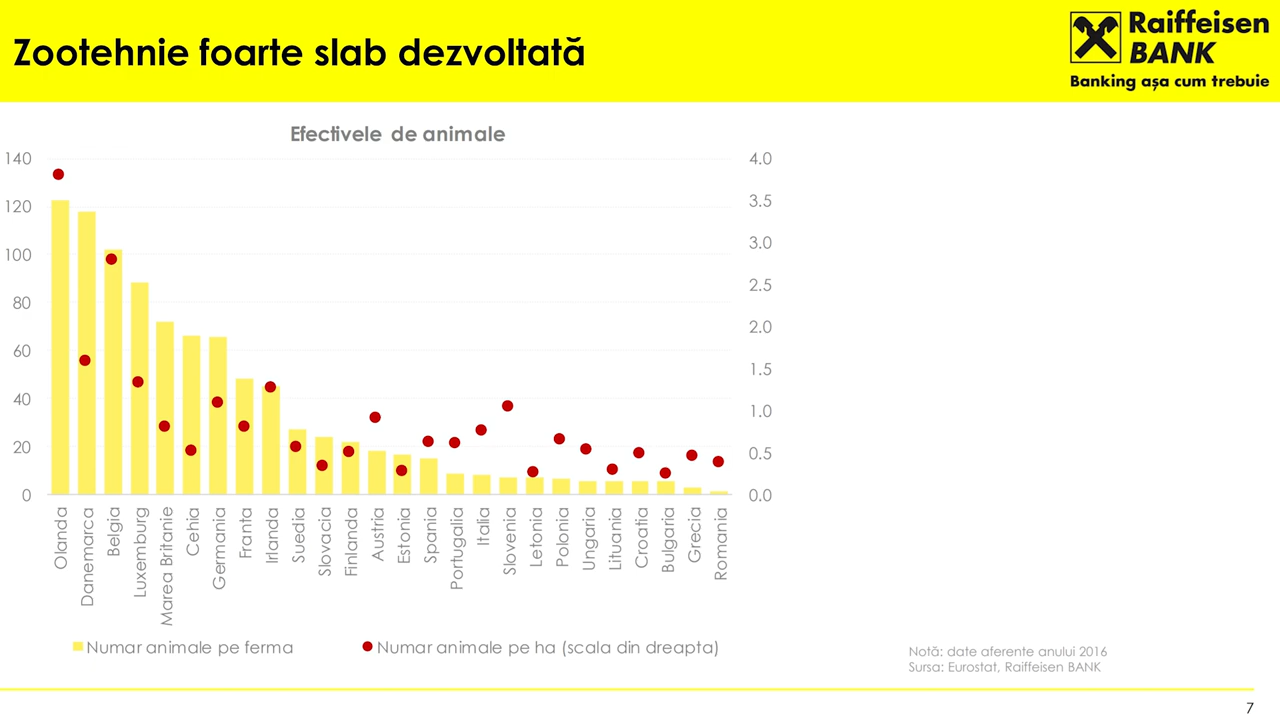 Zootehnie foarte slab dezvoltată
Raiffeisen
BANK
Banking așa cum trebuie
Efectivele de animale
140
120
100
80
60
40
20
0
4.0
3.5
3.0
2.5
2.0
1.5
1.0
0.5
0.0
Olanda
Danemarca
Belgia
Luxemburg
Marea Britanie
Cehia
Germania
Franta
Irlanda
Suedia
Slovacia
Finlanda
Austria
Estonia
Spania
Portugalia
Italia
Slovenia
Letonia
Polonia
Ungaria
Lituania
Croatia
Bulgaria
Grecia
Romania
Numar animale pe ferma
Numar animale pe ha (scala din dreapta)
Notă: date aferente anului 2016
Sursa: Eurostat, Raiffeisen BANK
7